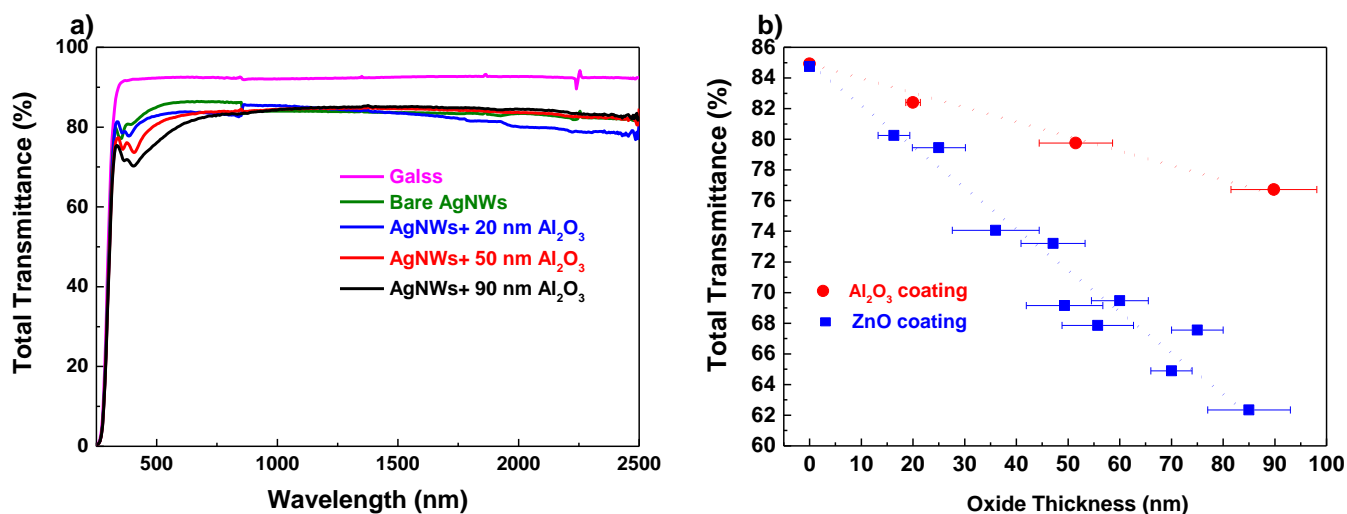 a)
Total Transmittance (%)
100
80
60
40
20
0
500
1000
1500
2000
2500
Wavelength (nm)
Galss
Bare AgNWs
AgNWs+ 20 nm Al₂O₃
AgNWs+ 50 nm Al₂O₃
AgNWs+ 90 nm Al₂O₃
b)
Total Transmittance (%)
86
84
82
80
78
76
74
72
70
68
66
64
62
60
0
10
20
30
40
50
60
70
80
90
100
Oxide Thickness (nm)
Al₂O₃ coating
ZnO coating